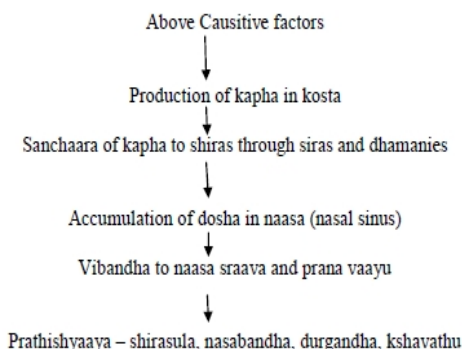 Above Causitive factors
Production of kapha in kosta
Sanchaara of kapha to shiras through siras and dhamanies
Accumulation of dosha in naasa (nasal sinus)
Vibandha to naasa sraava and prana vaayu
Prathishyaaya – shirasula, nasabandha, durgandha, kshavathu